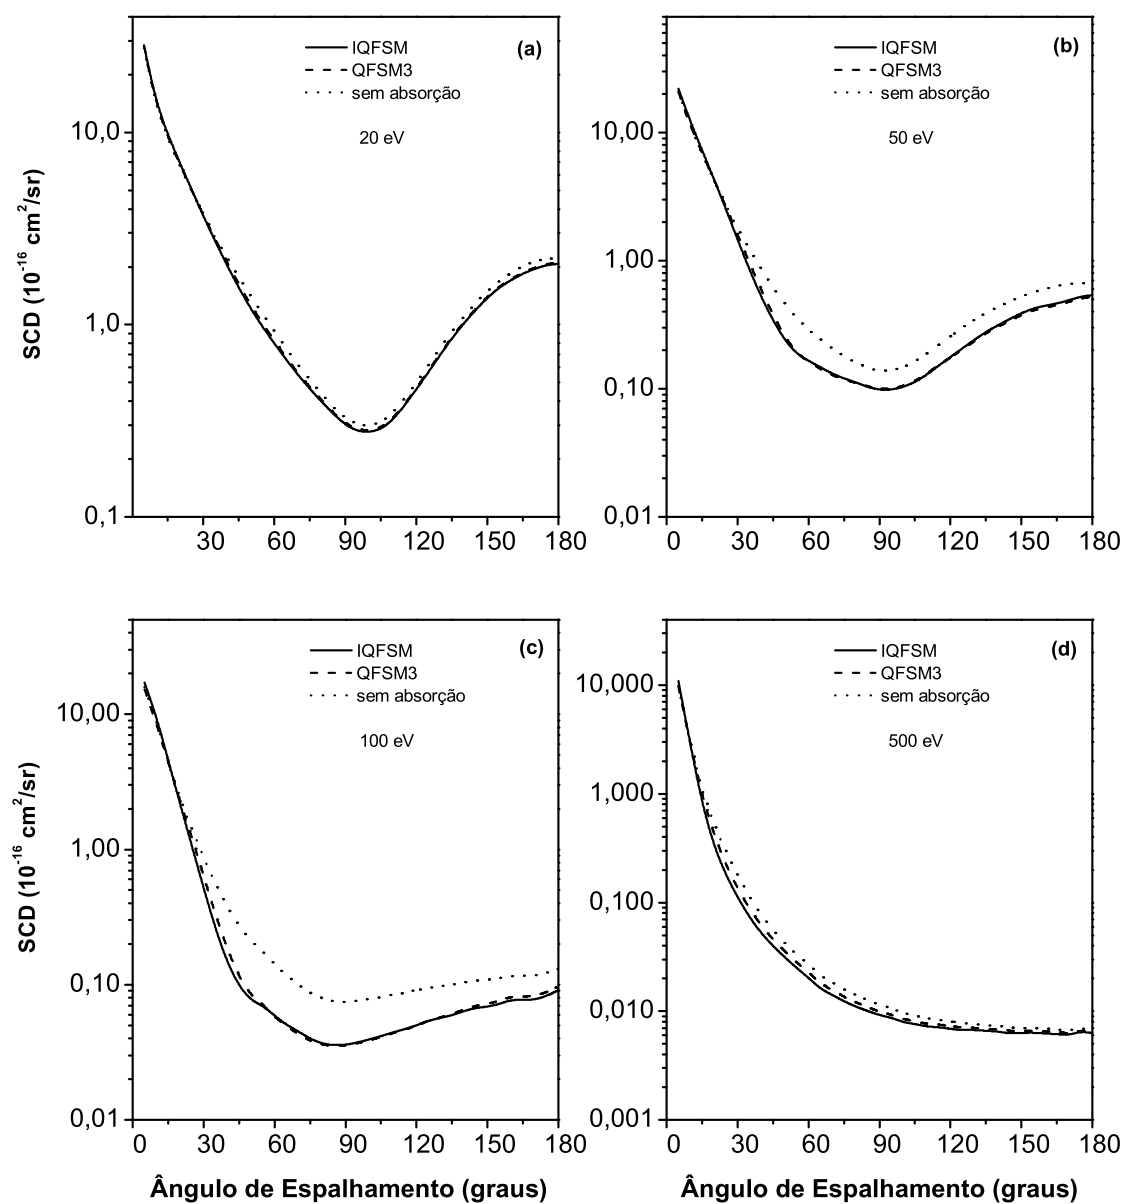 IQFSM
QFSM3
sem absorção
(a)
20 eV
10,0
1,0
0,1
SCD (10⁻¹⁶ cm²/sr)
30 60 90 120 150 180
IQFSM
QFSM3
sem absorção
(b)
50 eV
10,00
1,00
0,10
0,01
0 30 60 90 120 150 180
IQFSM
QFSM3
sem absorção
(c)
100 eV
10,00
1,00
0,10
0,01
SCD (10⁻¹⁶ cm²/sr)
0 30 60 90 120 150 180
Ângulo de Espalhamento (graus)
IQFSM
QFSM3
sem absorção
(d)
500 eV
10,000
1,000
0,100
0,010
0,001
0 30 60 90 120 150 180
Ângulo de Espalhamento (graus)